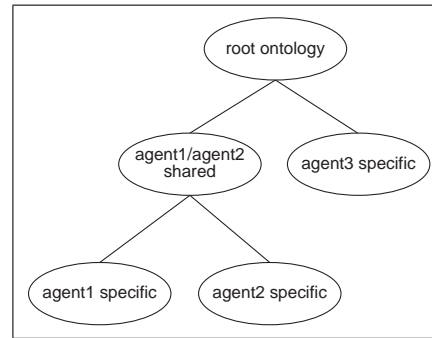 root ontology
agent1/agent2
shared
agent3 specific
agent1 specific
agent2 specific